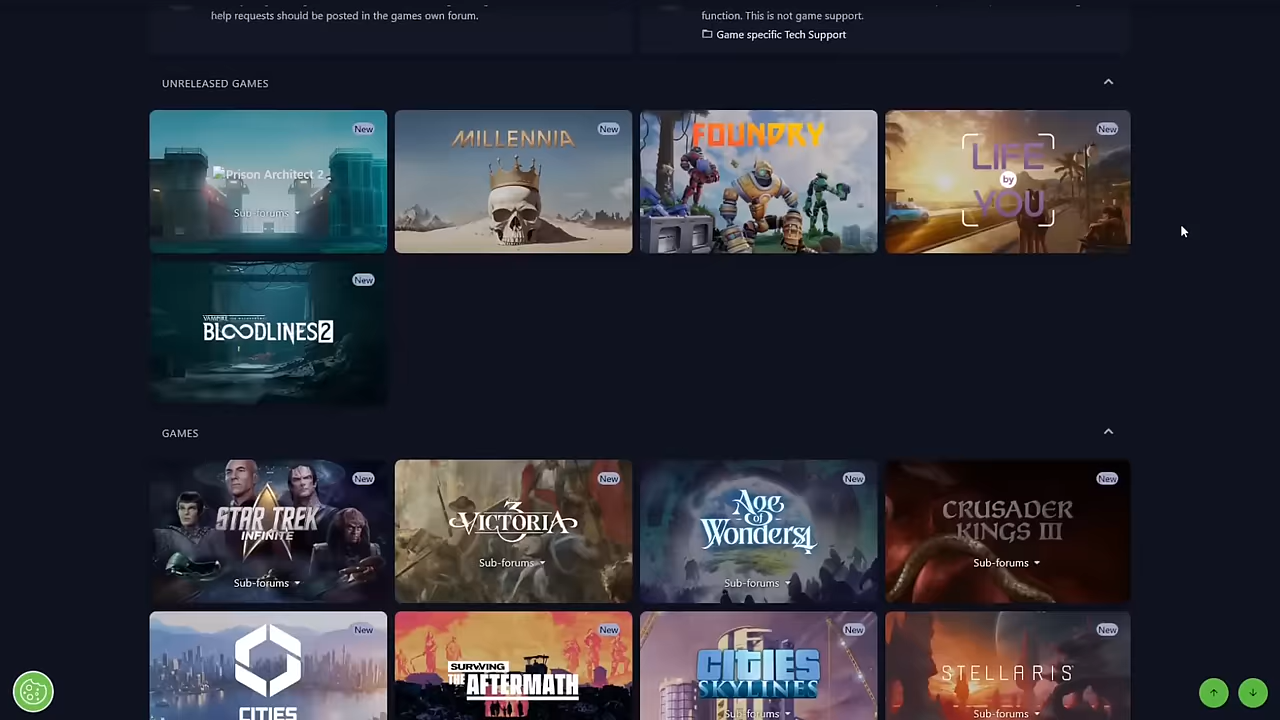 help requests should be posted in the games own forum.
function. This is not game support.
Game specific Tech Support
UNRELEASED GAMES
New
Prison Architect 2
Sub-forums
New
MILLENNIA
FOUNDRY
New
LIFE
by
YOU
New
BLOODLINES 2
GAMES
New
STAR TREK
INFINITE
Sub-forums
New
VICTORIA
3
Sub-forums
New
Age
of
Wonders 4
Sub-forums
New
CRUSADER
KINGS III
Sub-forums
New
CITIES
New
SURVIVING
THE AFTERMATH
New
CITIES
SKYLINES
Sub-forums
New
STELLARIS
Sub-forums